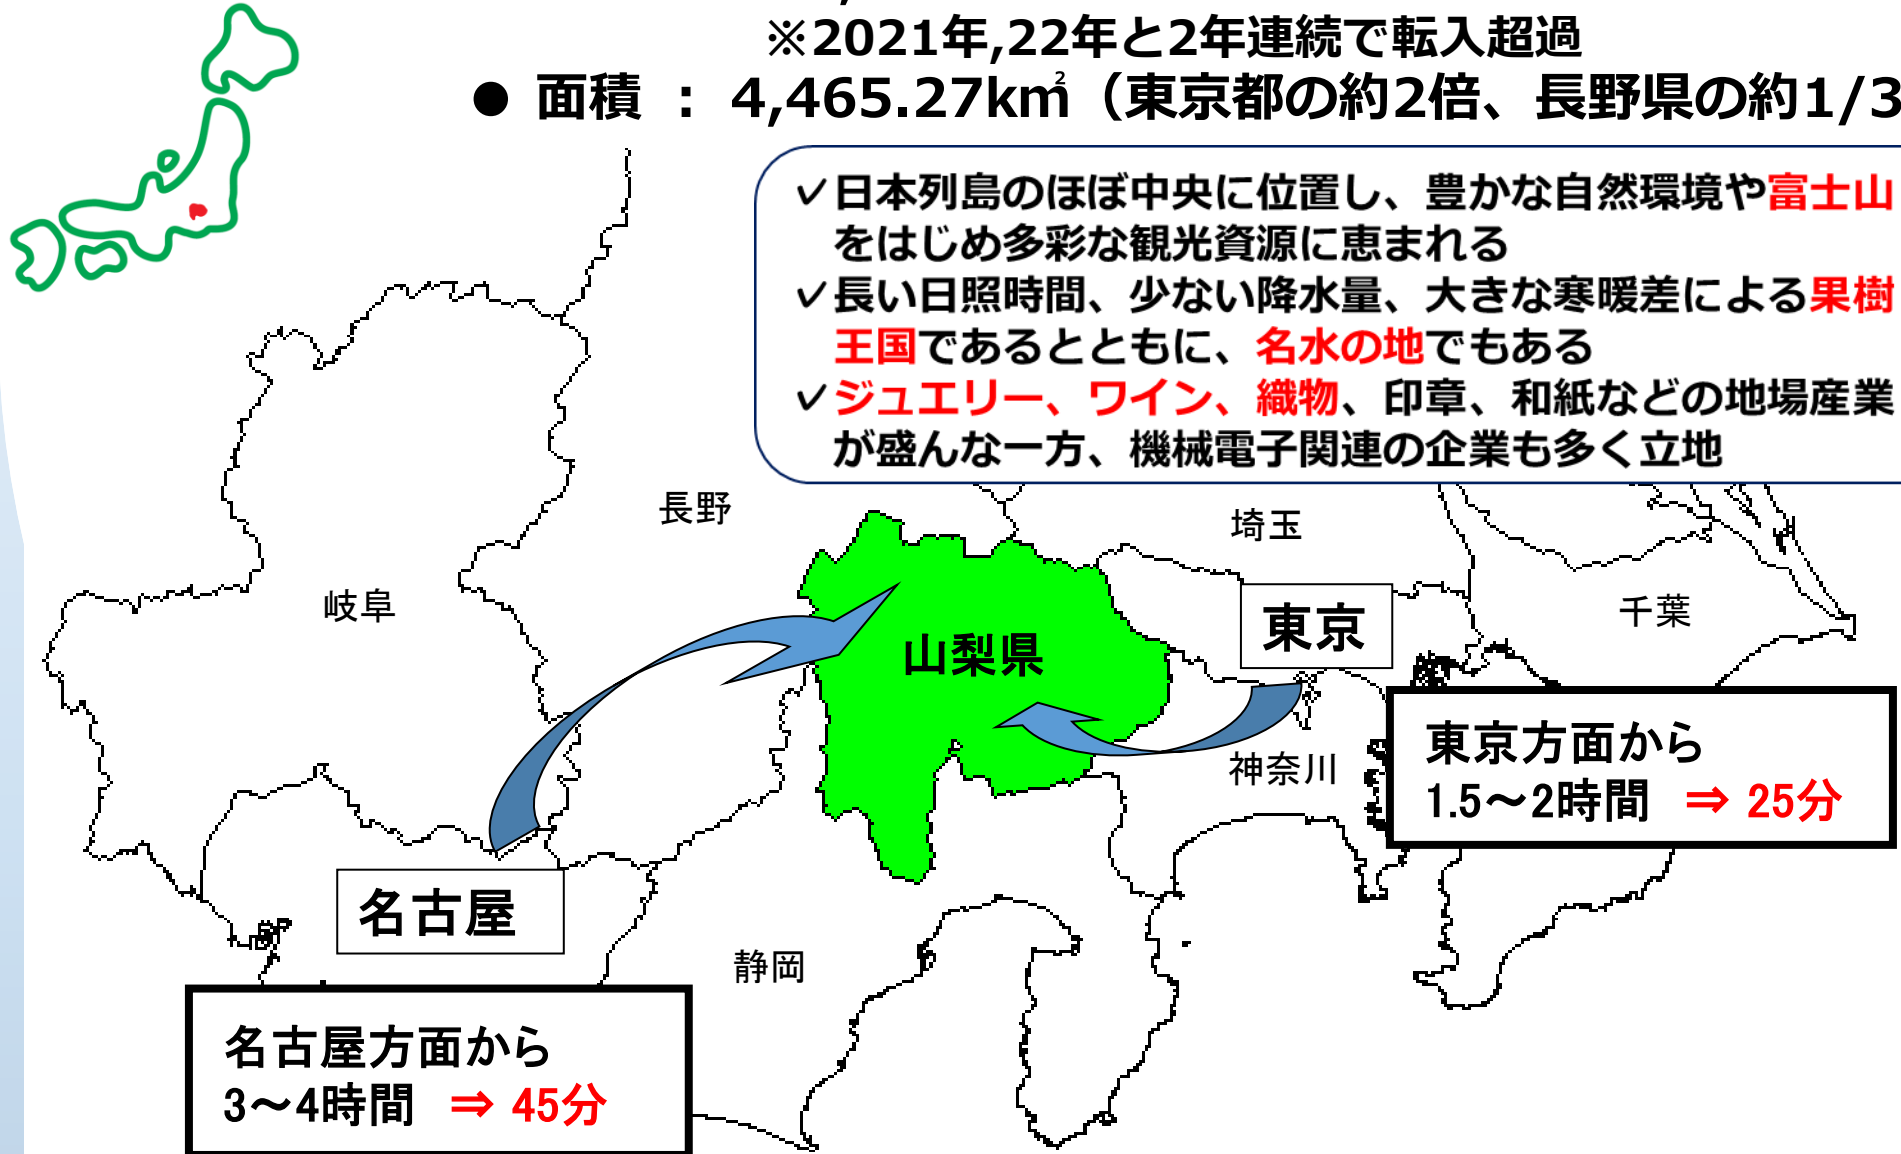 ※2021年,22年と2年連続で転入超過
● 面積 : 4,465.27k㎡(東京都の約2倍、長野県の約1/3
✓日本列島のほぼ中央に位置し、豊かな自然環境や富士山
をはじめ多彩な観光資源に恵まれる
✓長い日照時間、少ない降水量、大きな寒暖差による果樹
王国であるとともに、名水の地でもある
✓ジュエリー、ワイン、織物、印章、和紙などの地場産業
が盛んな一方、機械電子関連の企業も多く立地
長野
埼玉
岐阜
東京
千葉
山梨県
神奈川
東京方面から
1.5~2時間 ⇒ 25分
名古屋
静岡
名古屋方面から
3~4時間 ⇒ 45分